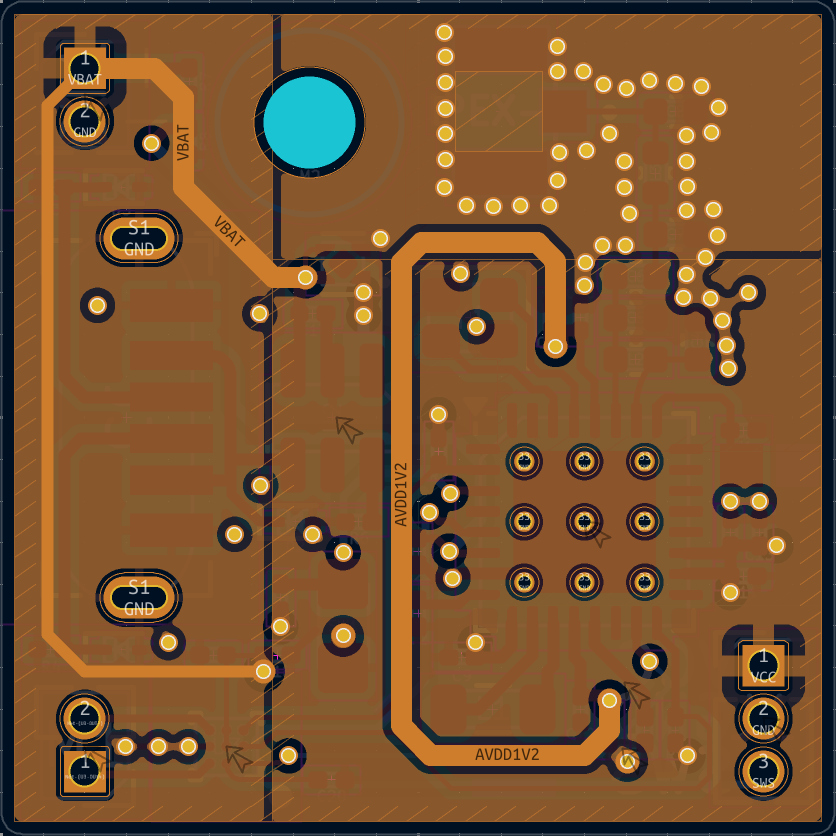 1
VBAT
2
GND
VBAT
VBAT
S1
GND
AVDD1V2
S1
GND
1
VCC
2
GND
3
SWS
2
1
AVDD1V2